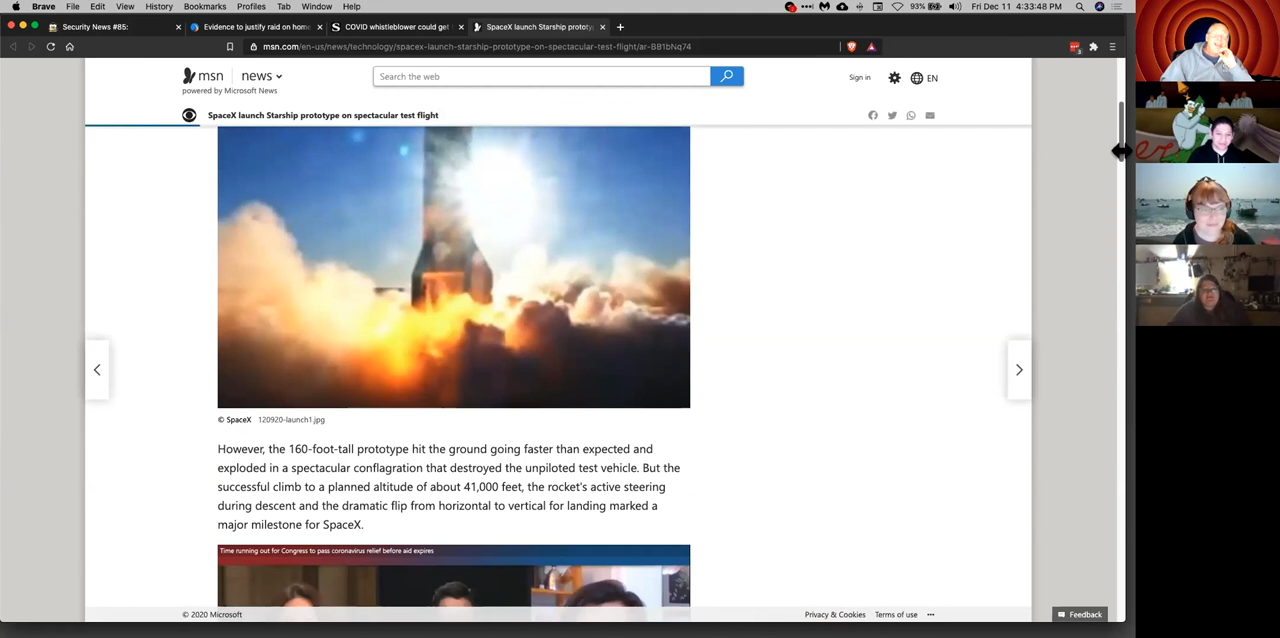 Brave File Edit View History Bookmarks Profiles Tab Window Help
93% Fri Dec 11 4:33:48 PM
Security News #85:
Evidence to justify raid on home
COVID whistleblower could get
SpaceX launch Starship prototy
msn.com/en-us/news/technology/spacex-launch-starship-prototype-on-spectacular-test-flight/ar-BB1bNq74
msn news
powered by Microsoft News
Search the web
Sign in
EN
SpaceX launch Starship prototype on spectacular test flight
© SpaceX 120920-launch1.jpg
However, the 160-foot-tall prototype hit the ground going faster than expected and
exploded in a spectacular conflagration that destroyed the unpiloted test vehicle. But the
successful climb to a planned altitude of about 41,000 feet, the rocket's active steering
during descent and the dramatic flip from horizontal to vertical for landing marked a
major milestone for SpaceX.
Time running out for Congress to pass coronavirus relief before aid expires
© 2020 Microsoft
Privacy & Cookies Terms of use
Feedback